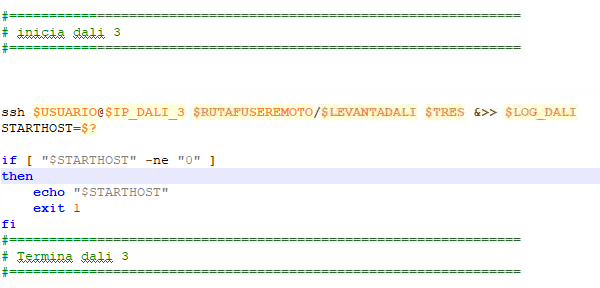 #================================================================
# inicia dali 3
#================================================================
ssh $USUARIO@$IP_DALI_3 $RUTAFUSEREMOTO/$LEVANTADALI $TRES &>> $LOG_DALI
STARTHOST=$?
if [ "$STARTHOST" -ne "0" ]
then
    echo "$STARTHOST"
    exit 1
fi
#================================================================
# Termina dali 3
#================================================================